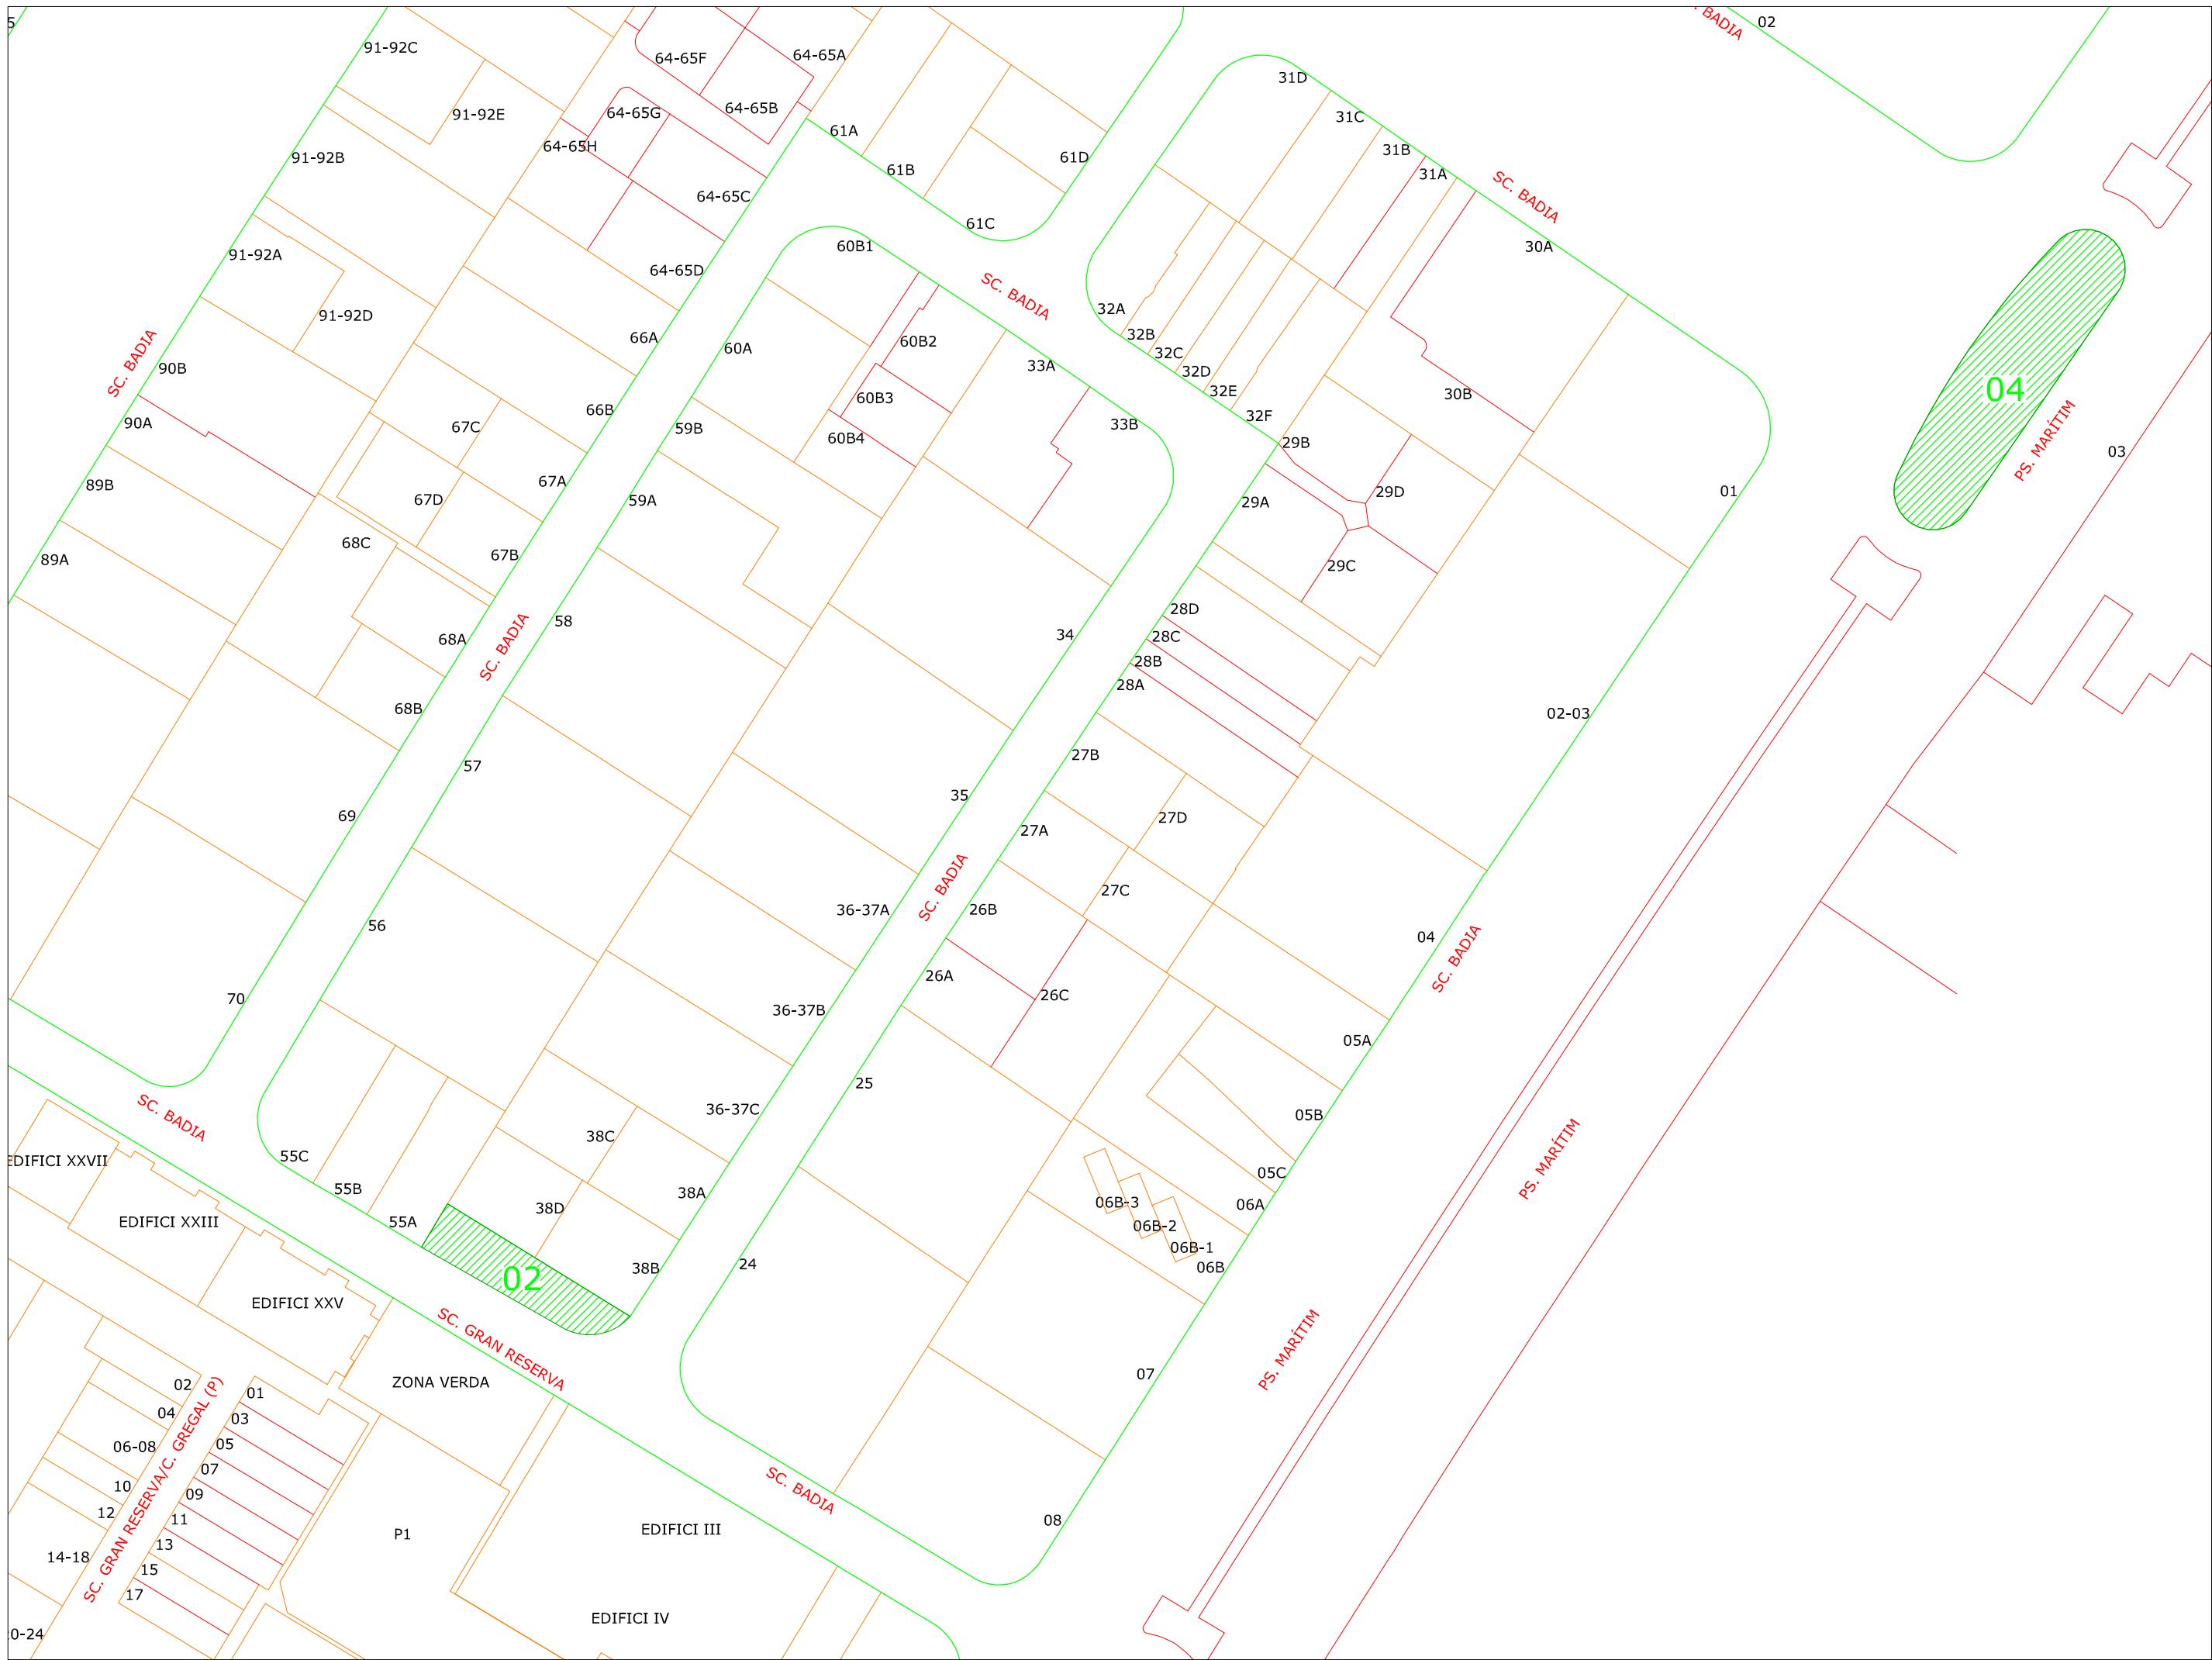 5
91-92C
91-92E
91-92B
91-92A
91-92D
90B
90A
89B
89A
SC. BADIA
64-65F
64-65A
64-65B
64-65G
64-65H
64-65C
64-65D
66A
66B
67C
67A
67D
67B
68C
68A
68B
69
70
SC. BADIA
61A
61B
61C
61D
60B1
60A
60B2
60B3
60B4
59B
59A
58
57
56
55C
55B
55A
SC. BADIA
33A
33B
34
35
36-37A
36-37B
36-37C
38C
38A
38D
38B
02
SC. BADIA
31D
31C
31B
31A
30A
30B
32A
32B
32C
32D
32E
32F
SC. BADIA
29B
29A
29D
29C
28D
28C
28B
28A
27B
27A
27D
27C
26B
26A
26C
25
24
SC. BADIA
01
02-03
04
05A
05B
05C
06A
06B-3
06B-2
06B-1
06B
07
08
SC. BADIA
BADIA
02
04
03
PS. MARÍTIM
PS. MARÍTIM
PS. MARÍTIM
SC. BADIA
EDIFICI XXVII
EDIFICI XXIII
EDIFICI XXV
SC. GRAN RESERVA
ZONA VERDA
SC. BADIA
02
04
06-08
10
12
14-18
0-24
SC. GRAN RESERVA/C. GREGAL (P)
01
03
05
07
09
11
13
15
17
P1
EDIFICI III
EDIFICI IV